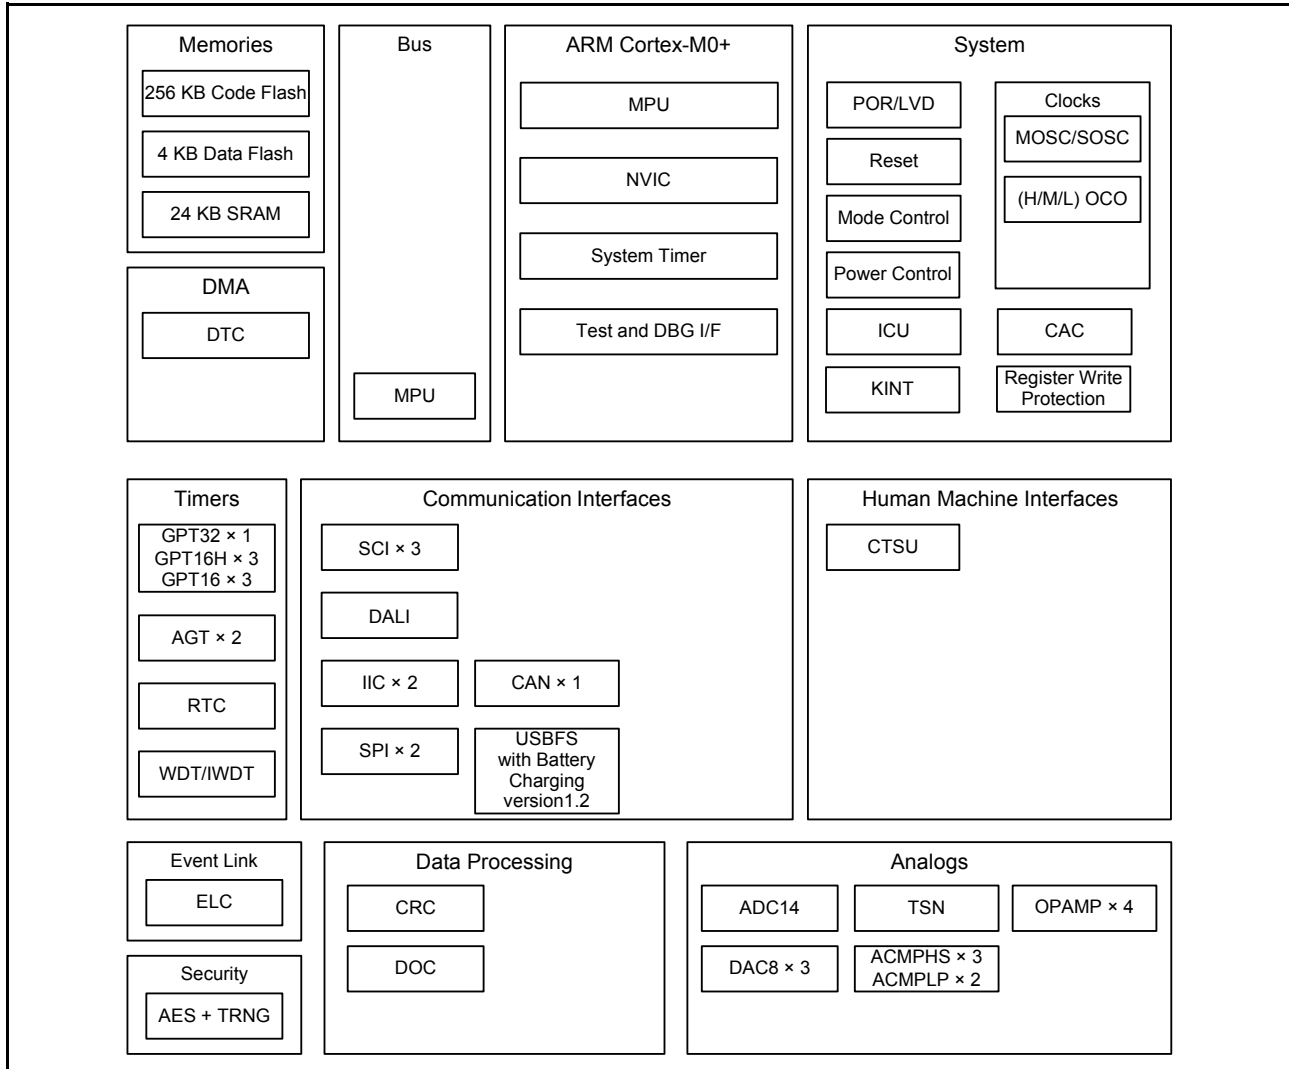 Memories
256 KB Code Flash
4 KB Data Flash
24 KB SRAM
DMA
DTC
Bus
MPU
ARM Cortex-M0+
MPU
NVIC
System Timer
Test and DBG I/F
System
POR/LVD
Reset
Mode Control
Power Control
ICU
KINT
Clocks
MOSC/SOSC
(H/M/L) OCO
CAC
Register Write
Protection
Timers
GPT32 × 1
GPT16H × 3
GPT16 × 3
AGT × 2
RTC
WDT/IWDT
Communication Interfaces
SCI × 3
DALI
IIC × 2
SPI × 2
CAN × 1
USBFS
with Battery
Charging
version1.2
Human Machine Interfaces
CTSU
Event Link
ELC
Security
AES + TRNG
Data Processing
CRC
DOC
Analogs
ADC14
TSN
OPAMP × 4
DAC8 × 3
ACMPHS × 3
ACMPLP × 2